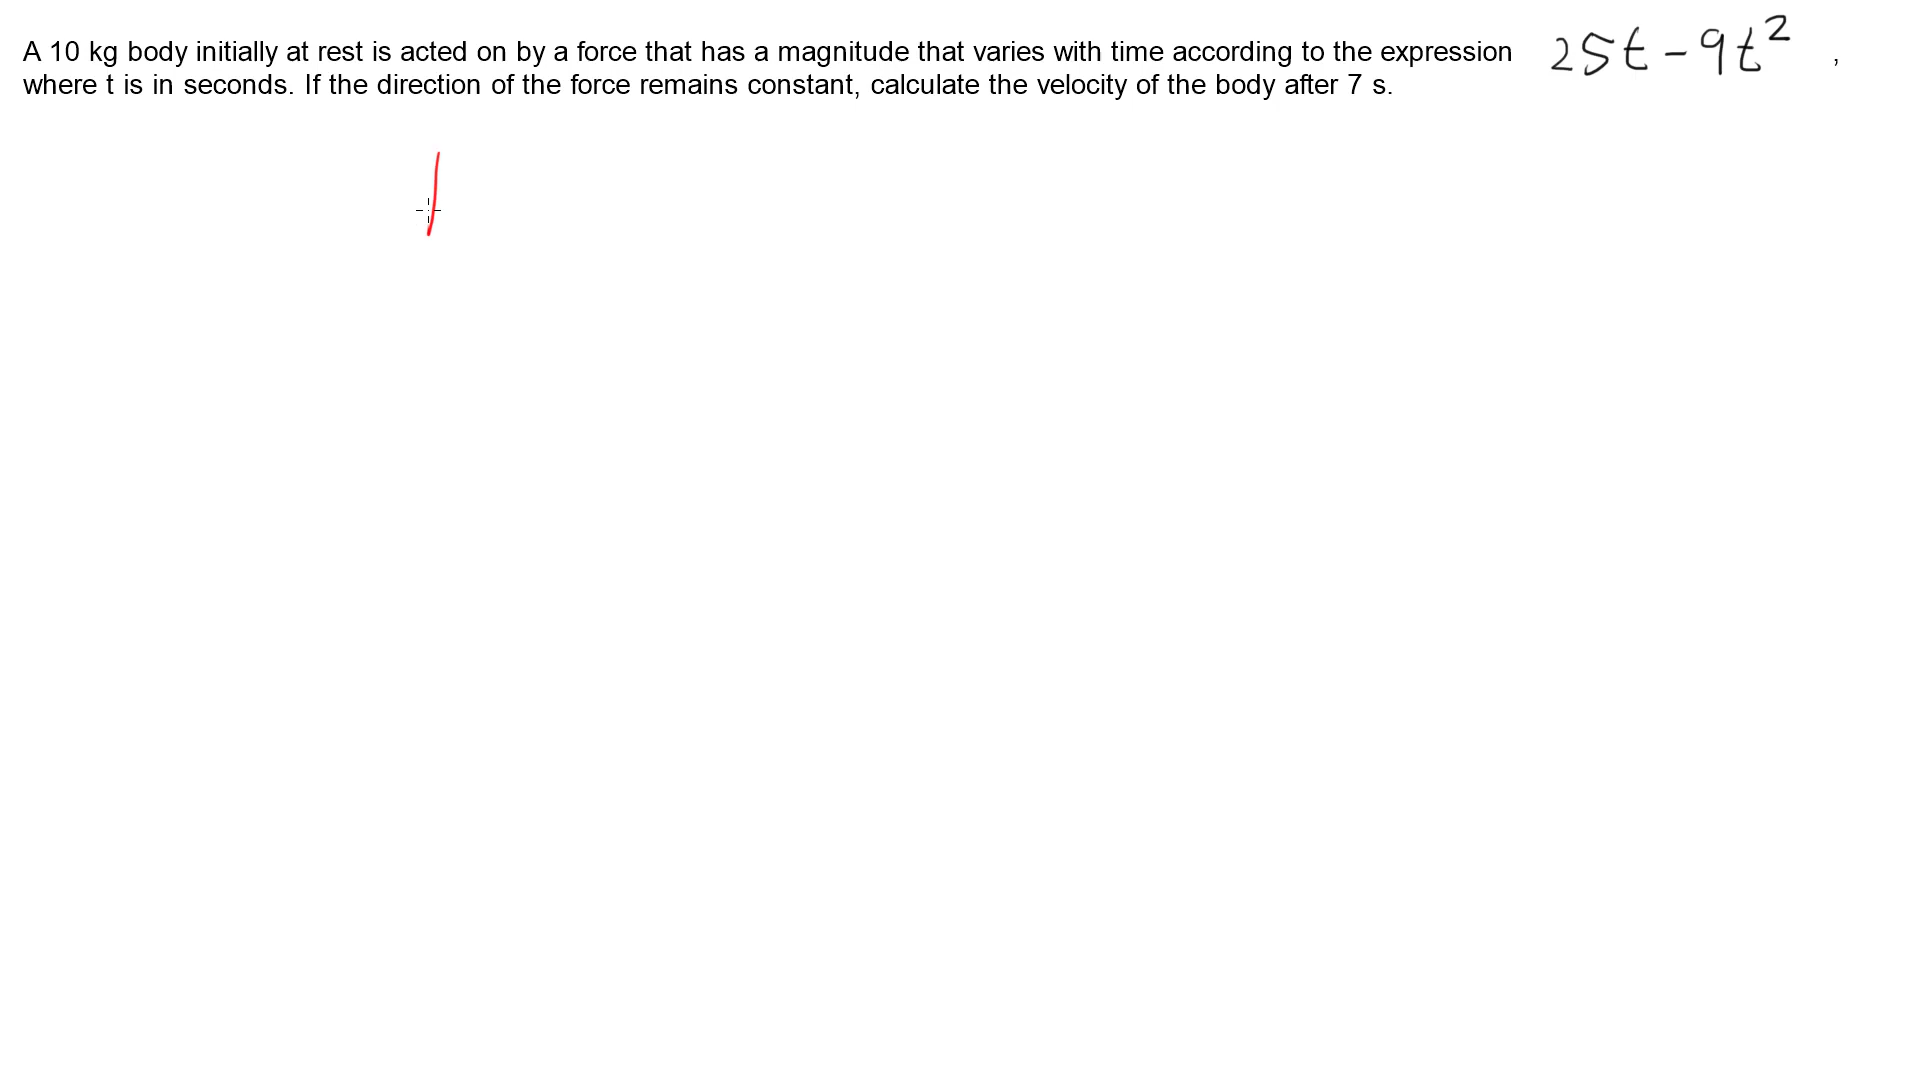 A 10 kg body initially at rest is acted on by a force that has a magnitude that varies with time according to the expression 25t - 9t² ,
where t is in seconds. If the direction of the force remains constant, calculate the velocity of the body after 7 s.